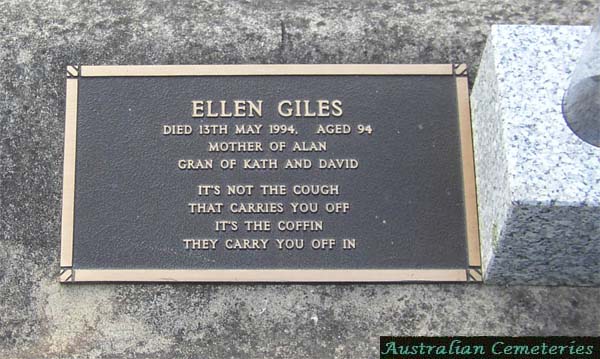 ELLEN GILES
DIED 13TH MAY 1994, AGED 94
MOTHER OF ALAN
GRAN OF KATH AND DAVID
IT'S NOT THE COUGH
THAT CARRIES YOU OFF
IT'S THE COFFIN
THEY CARRY YOU OFF IN
Australian Cemeteries